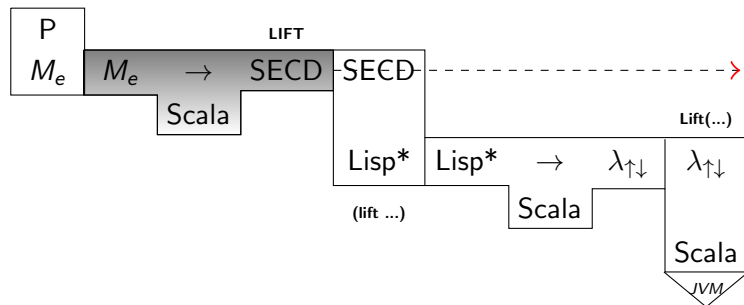 P
LIFT
M_e M_e → SECD SECD
Scala
Lift(...)
Lisp* Lisp* → λ↑↓ λ↑↓
(lift ...)
Scala
Scala
JVM